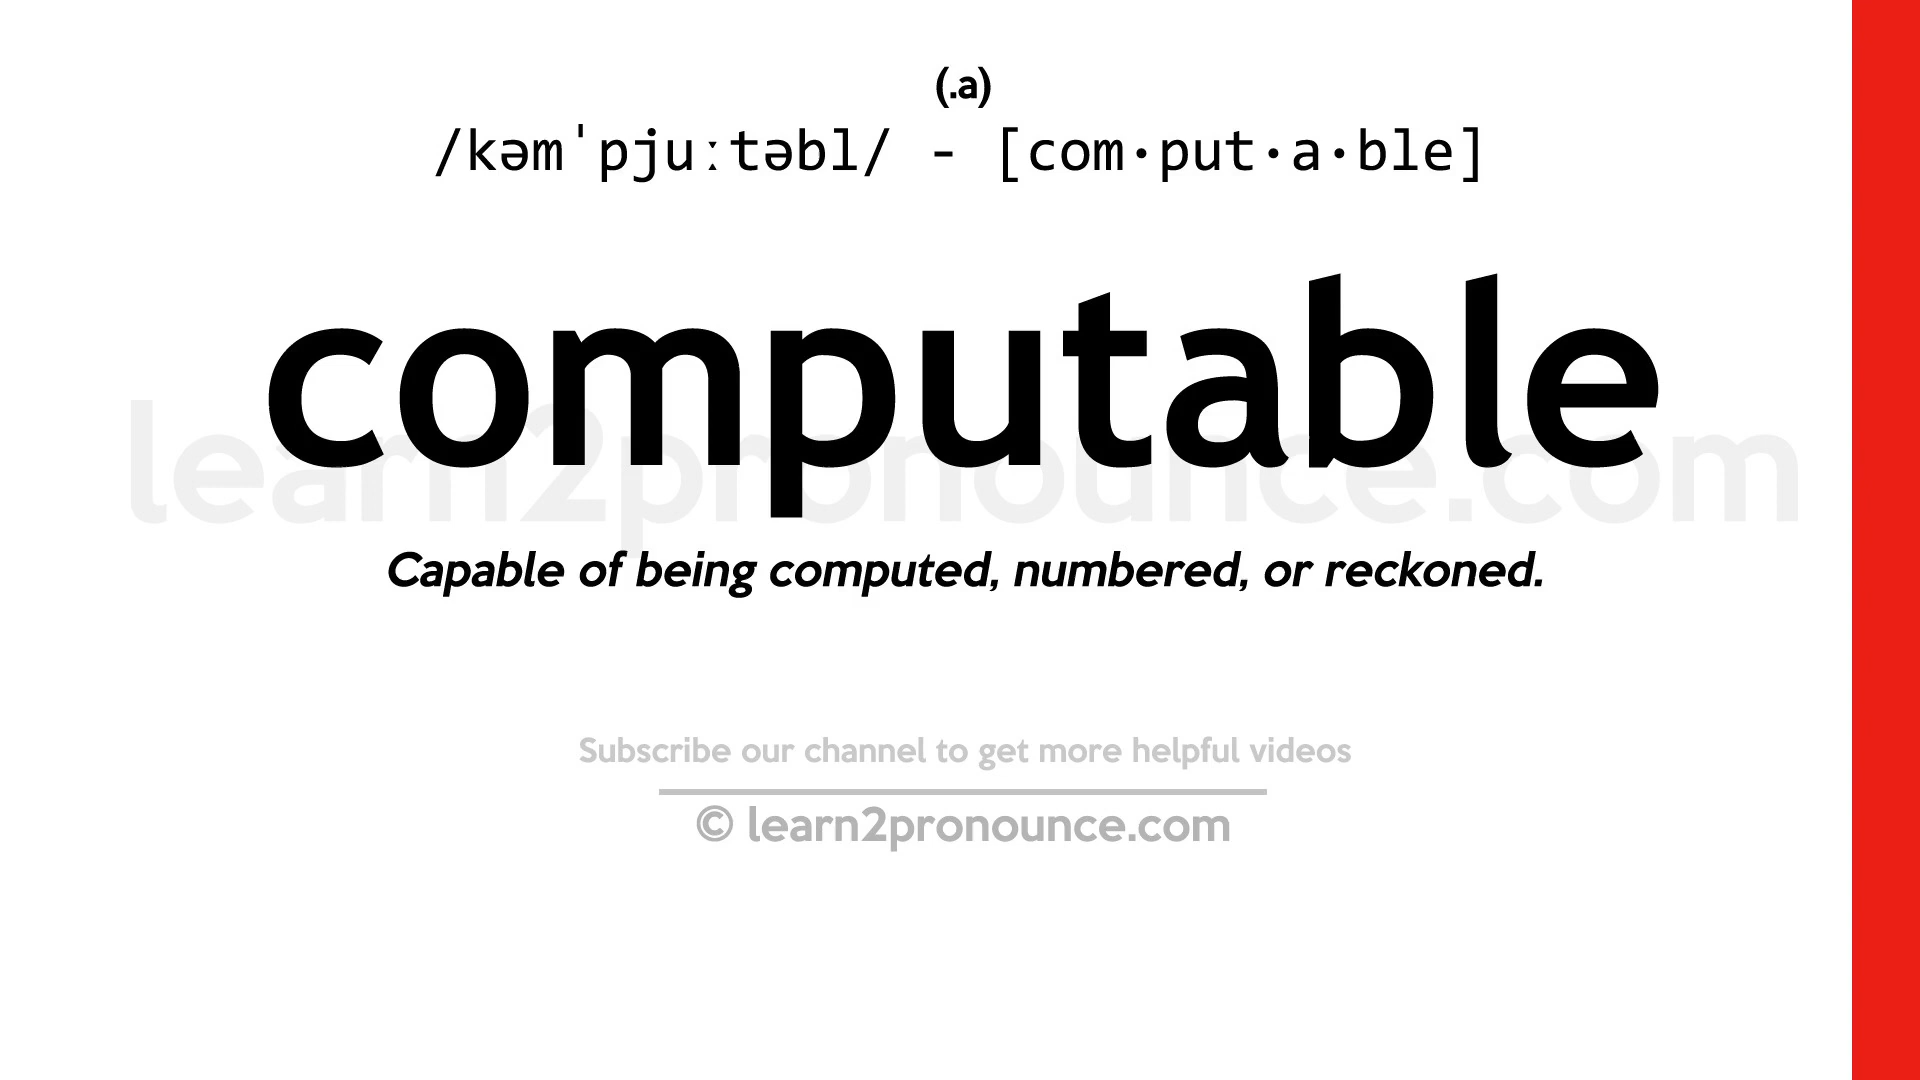 (.a)
/kəmˈpjuːtəbl/ - [com·put·a·ble]
computable
learn2pronounce.com
Capable of being computed, numbered, or reckoned.
Subscribe our channel to get more helpful videos
© learn2pronounce.com